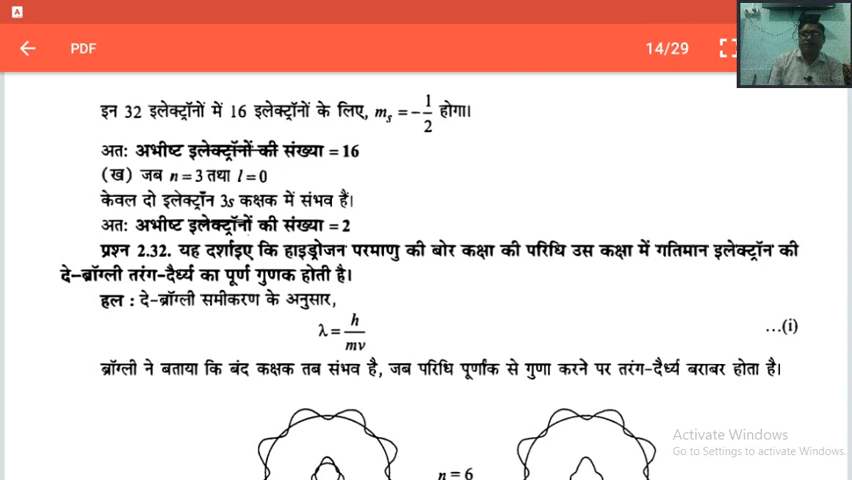 A
PDF
14/29
इन 32 इलेक्ट्रॉनों में 16 इलेक्ट्रॉनों के लिए, mₛ = -1/2 होगा।
अतः अभीष्ट इलेक्ट्रॉनों की संख्या = 16
(ख) जब n = 3 तथा l = 0
केवल दो इलेक्ट्रॉन 3s कक्षक में संभव हैं।
अतः अभीष्ट इलेक्ट्रॉनों की संख्या = 2
प्रश्न 2.32. यह दर्शाइए कि हाइड्रोजन परमाणु की बोर कक्षा की परिधि उस कक्षा में गतिमान इलेक्ट्रॉन की
दे-ब्रॉग्ली तरंग-दैर्ध्य का पूर्ण गुणक होती है।
हल : दे-ब्रॉग्ली समीकरण के अनुसार,
λ = h/mv ...(i)
ब्रॉग्ली ने बताया कि बंद कक्षक तब संभव है, जब परिधि पूर्णांक से गुणा करने पर तरंग-दैर्ध्य बराबर होता है।
n = 6
Activate Windows
Go to Settings to activate Windows.